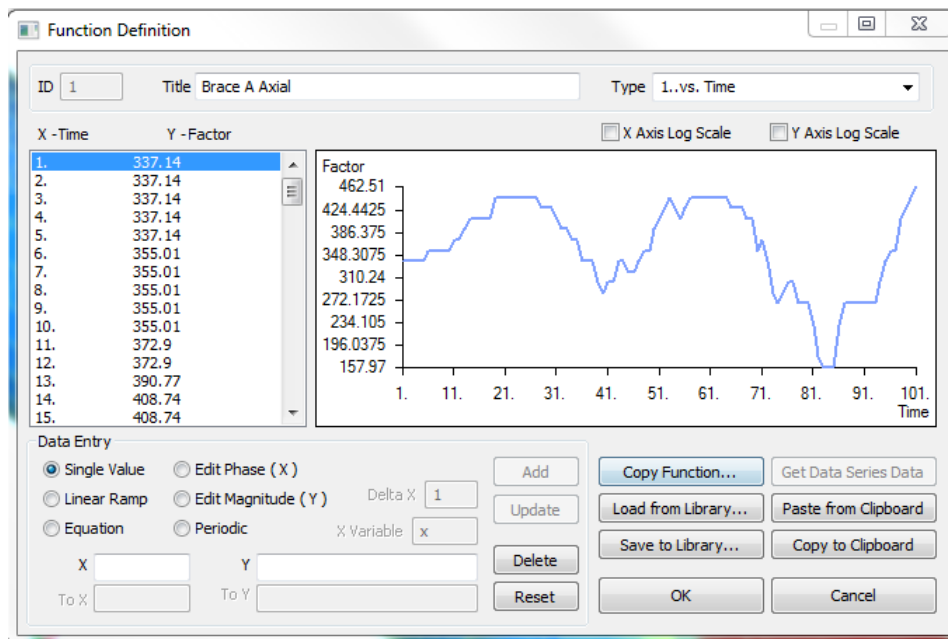 Function Definition
ID 1 Title Brace A Axial Type 1..vs. Time
X -Time Y -Factor X Axis Log Scale Y Axis Log Scale
1. 337.14
2. 337.14
3. 337.14
4. 337.14
5. 337.14
6. 355.01
7. 355.01
8. 355.01
9. 355.01
10. 355.01
11. 372.9
12. 372.9
13. 390.77
14. 408.74
15. 408.74
Factor
462.51
424.4425
386.375
348.3075
310.24
272.1725
234.105
196.0375
157.97
1. 11. 21. 31. 41. 51. 61. 71. 81. 91. 101.
Time
Data Entry
Single Value Edit Phase ( X )
Linear Ramp Edit Magnitude ( Y ) Delta X 1
Equation Periodic X Variable x
X Y
To X To Y
Add
Update
Delete
Reset
Copy Function... Get Data Series Data
Load from Library... Paste from Clipboard
Save to Library... Copy to Clipboard
OK Cancel